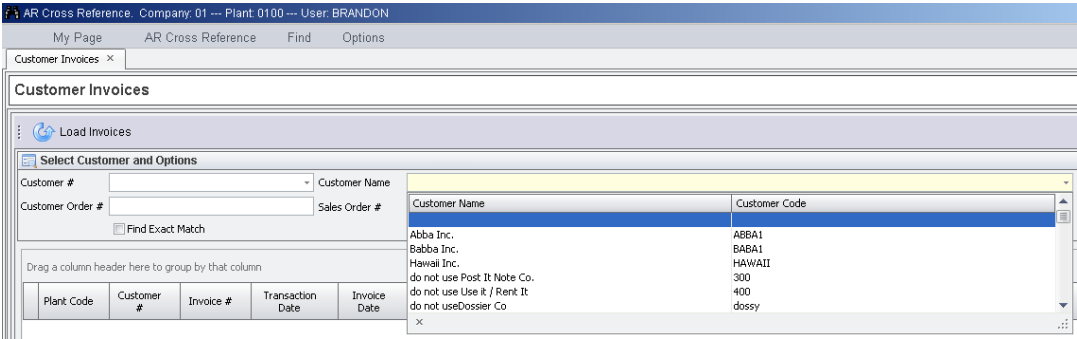 AR Cross Reference. Company: 01 --- Plant: 0100 --- User: BRANDON
My Page AR Cross Reference Find Options
Customer Invoices ×
Customer Invoices
Load Invoices
Select Customer and Options
Customer # Customer Name
Customer Order # Sales Order #
Find Exact Match
Customer Name Customer Code
Abba Inc. ABBA1
Babba Inc. BABA1
Hawaii Inc. HAWAII
do not use Post It Note Co. 300
do not use Use it / Rent It 400
do not useDossier Co dossy
Drag a column header here to group by that column
Plant Code Customer # Invoice # Transaction Date Invoice Date
×